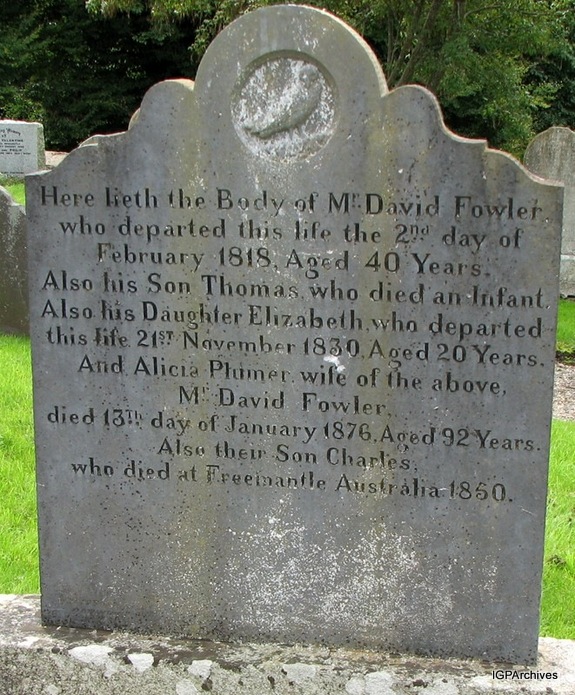 Here lieth the Body of Mr. David Fowler,
who departed this life the 2nd day of
February 1818, Aged 40 Years.
Also his Son Thomas, who died an Infant.
Also his Daughter Elizabeth, who departed
this life 21ST November 1830, Aged 20 Years.
And Alicia Phimer, wife of the above,
Mr. David Fowler,
died 13TH day of January 1876, Aged 92 Years.
Also their Son Charles,
who died at Freemantle Australia 1850.
IGPArchives